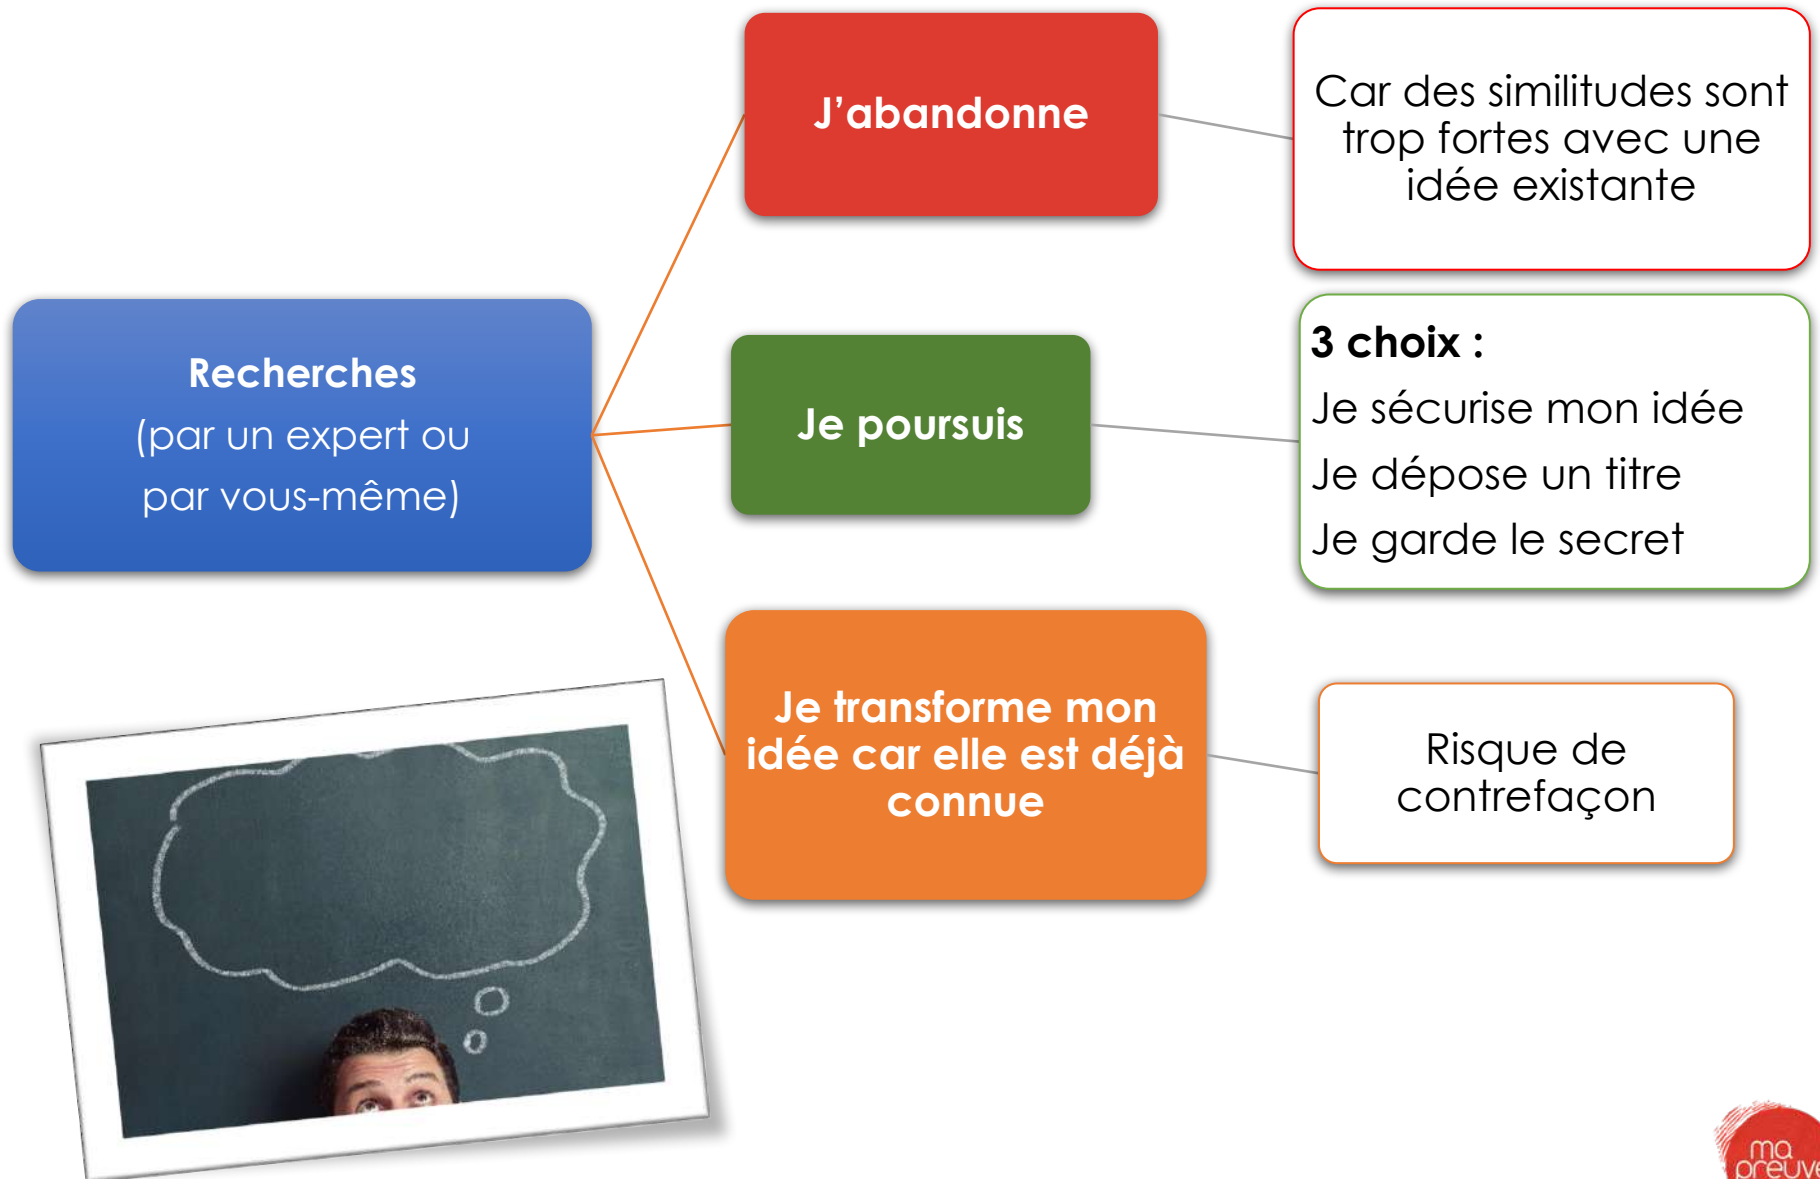 J'abandonne
Car des similitudes sont
trop fortes avec une
idée existante
Recherches
(par un expert ou
par vous-même)
Je poursuis
3 choix :
Je sécurise mon idée
Je dépose un titre
Je garde le secret
Je transforme mon
idée car elle est déjà
connue
Risque de
contrefaçon
ma
preuve